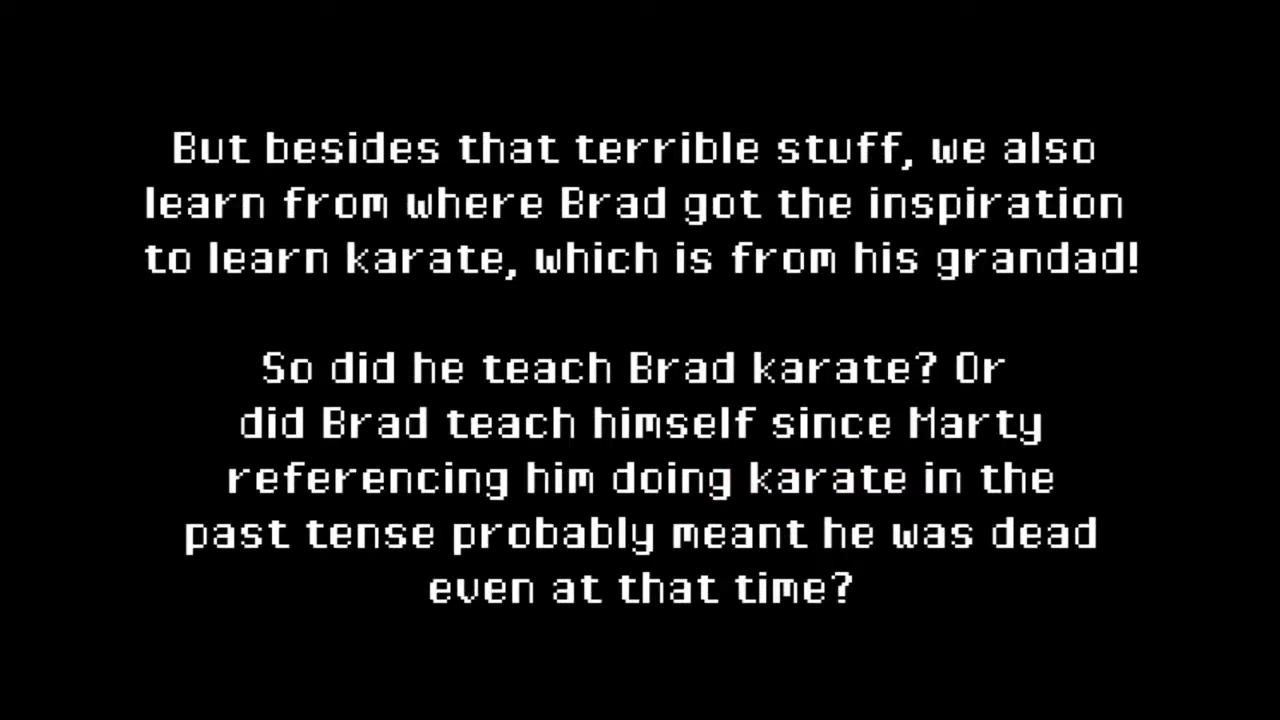 But besides that terrible stuff, we also
learn from where Brad got the inspiration
to learn karate, which is from his grandad!
So did he teach Brad karate? Or
did Brad teach himself since Marty
referencing him doing karate in the
past tense probably meant he was dead
even at that time?